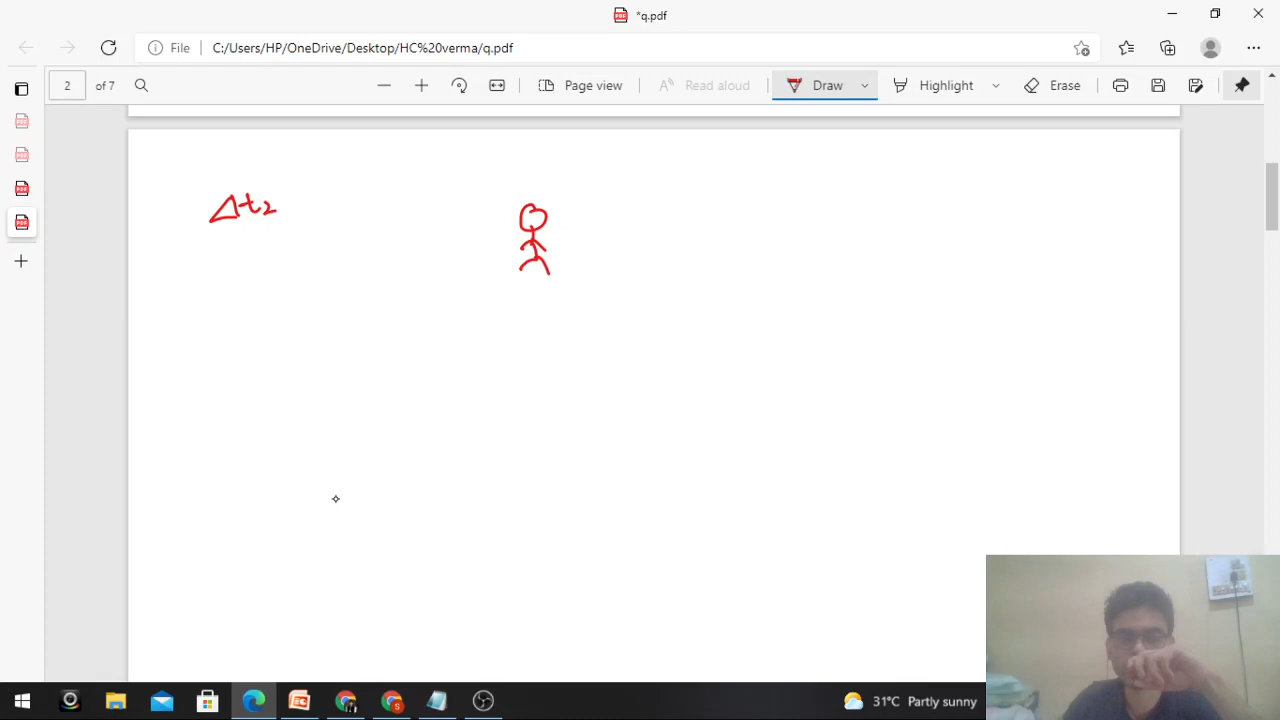 *q.pdf
File C:/Users/HP/OneDrive/Desktop/HC%20verma/q.pdf
2 of 7 Page view Read aloud Draw Highlight Erase
Δt2
31°C Partly sunny